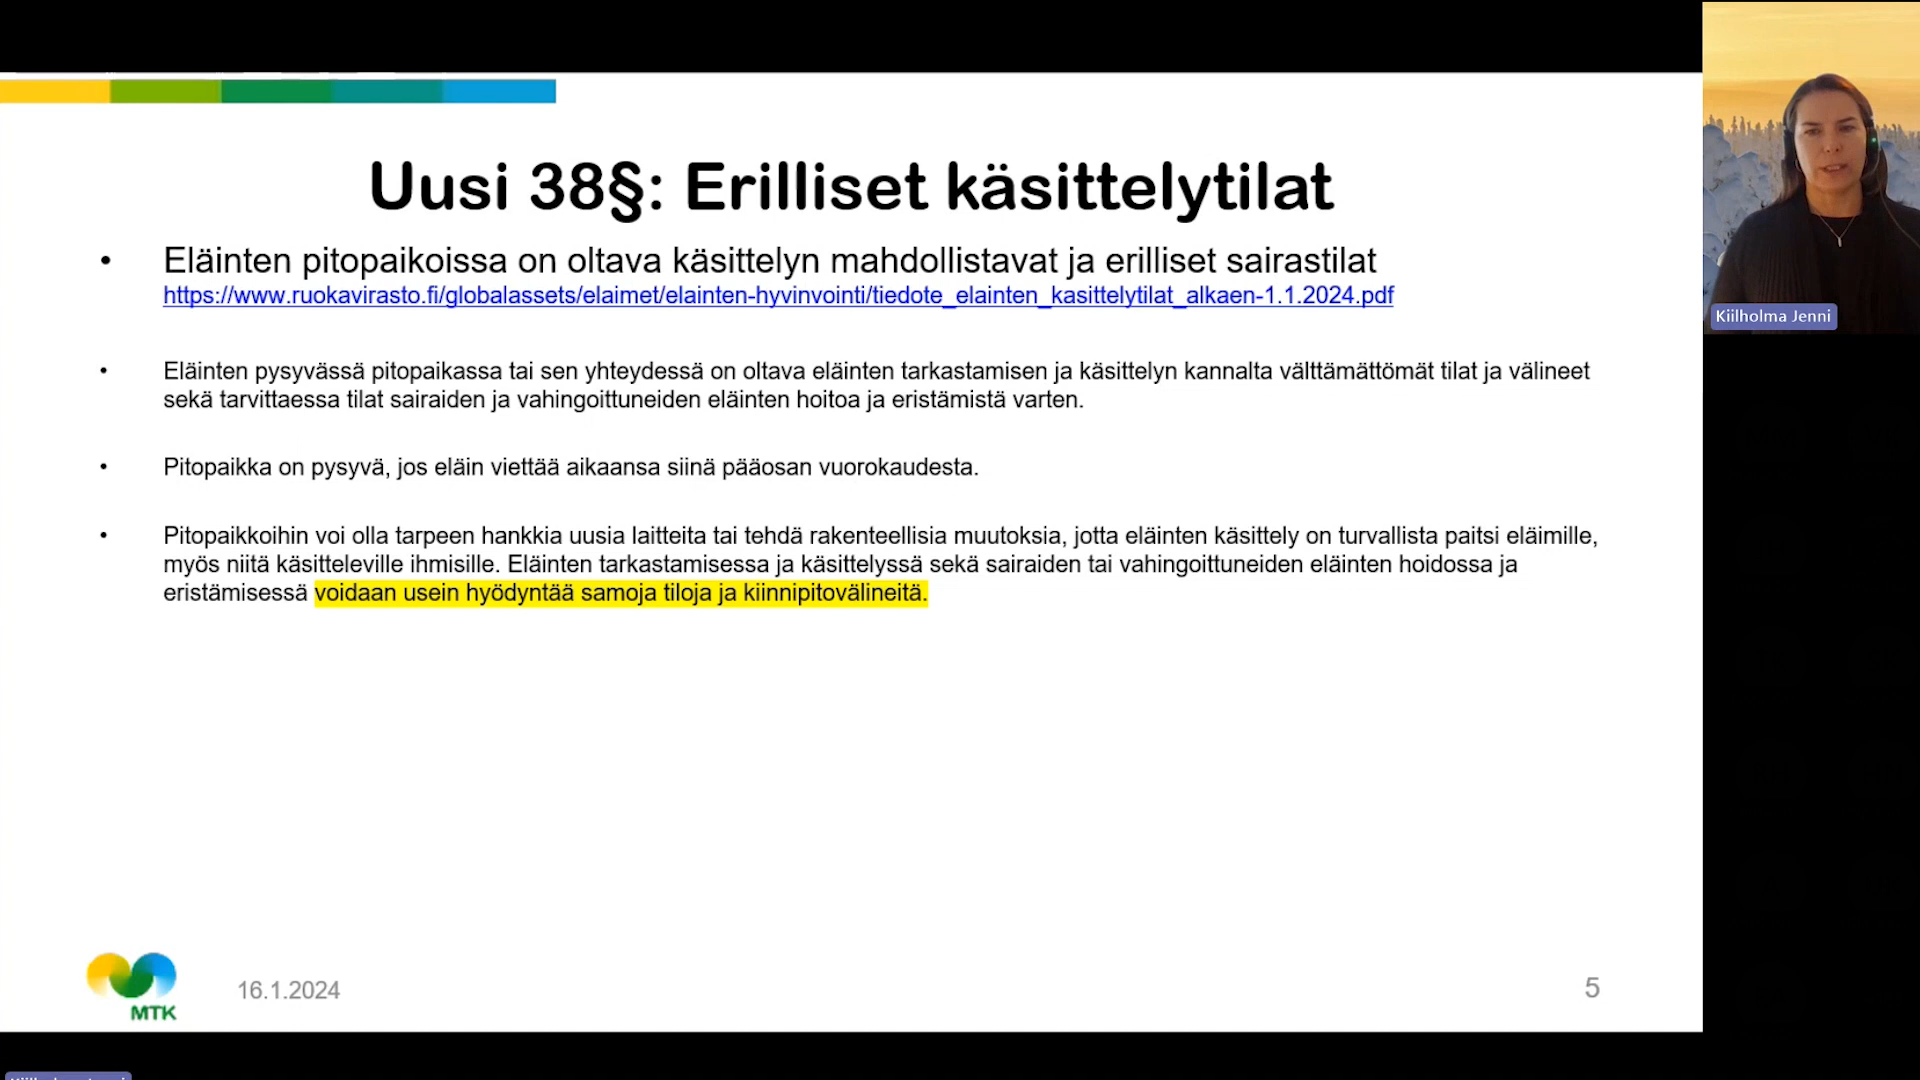 Uusi 38§: Erilliset käsittelytilat
• Eläinten pitopaikoissa on oltava käsittelyn mahdollistavat ja erilliset sairastilat
https://www.ruokavirasto.fi/globalassets/elaimet/elainten-hyvinvointi/tiedote_elainten_kasittelytilat_alkaen-1.1.2024.pdf
• Eläinten pysyvässä pitopaikassa tai sen yhteydessä on oltava eläinten tarkastamisen ja käsittelyn kannalta välttämättömät tilat ja välineet
sekä tarvittaessa tilat sairaiden ja vahingoittuneiden eläinten hoitoa ja eristämistä varten.
• Pitopaikka on pysyvä, jos eläin viettää aikaansa siinä pääosan vuorokaudesta.
• Pitopaikkoihin voi olla tarpeen hankkia uusia laitteita tai tehdä rakenteellisia muutoksia, jotta eläinten käsittely on turvallista paitsi eläimille,
myös niitä käsitteleville ihmisille. Eläinten tarkastamisessa ja käsittelyssä sekä sairaiden tai vahingoittuneiden eläinten hoidossa ja
eristämisessä voidaan usein hyödyntää samoja tiloja ja kiinnipitovälineitä.
MTK
16.1.2024
5
Kiilholma Jenni